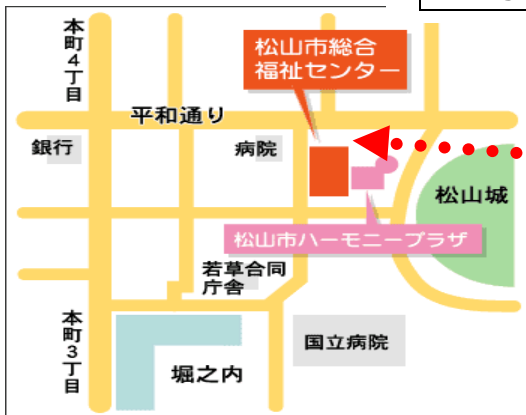 本町4丁目
松山市総合
福祉センター
平和通り
銀行
病院
松山城
松山市ハーモニープラザ
若草合同
庁舎
本町3丁目
国立病院
堀之内